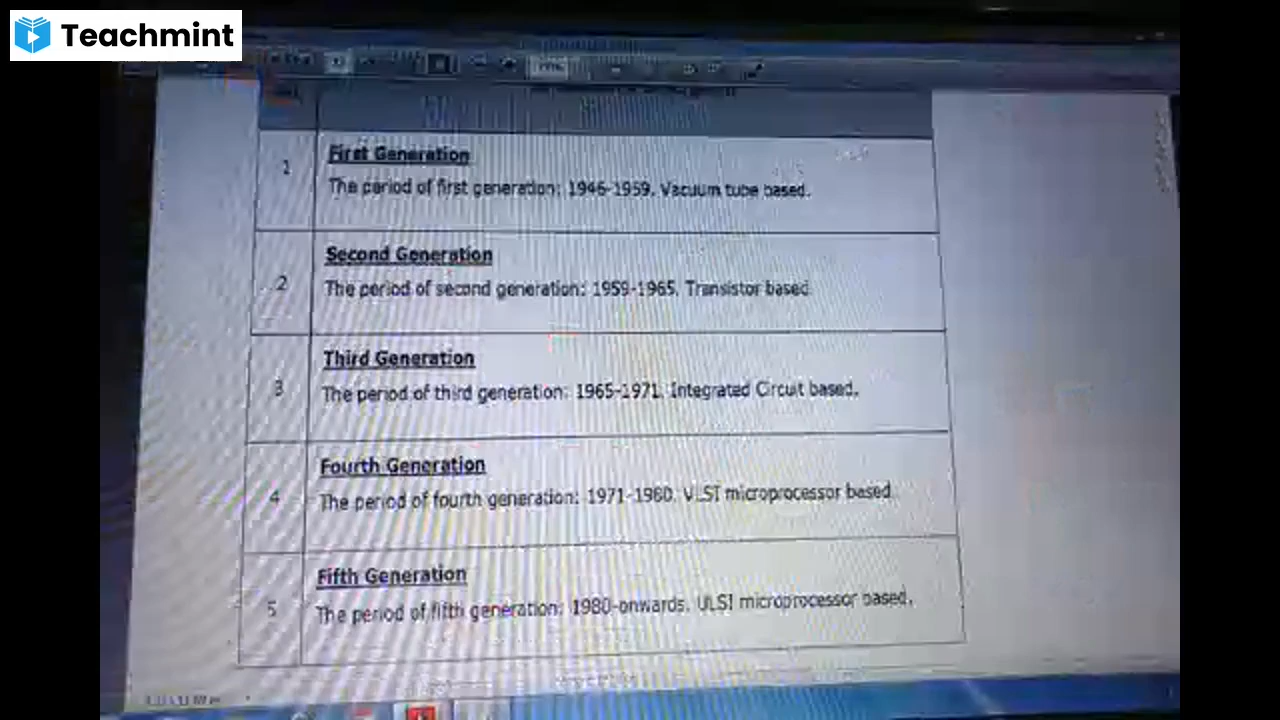 Teachmint
1
First Generation
The period of first generation: 1946-1959. Vacuum tube based.
2
Second Generation
The period of second generation: 1959-1965. Transistor based.
3
Third Generation
The period of third generation: 1965-1971. Integrated Circuit based.
4
Fourth Generation
The period of fourth generation: 1971-1980. VLSI microprocessor based.
5
Fifth Generation
The period of fifth generation: 1980-onwards. ULSI microprocessor based.